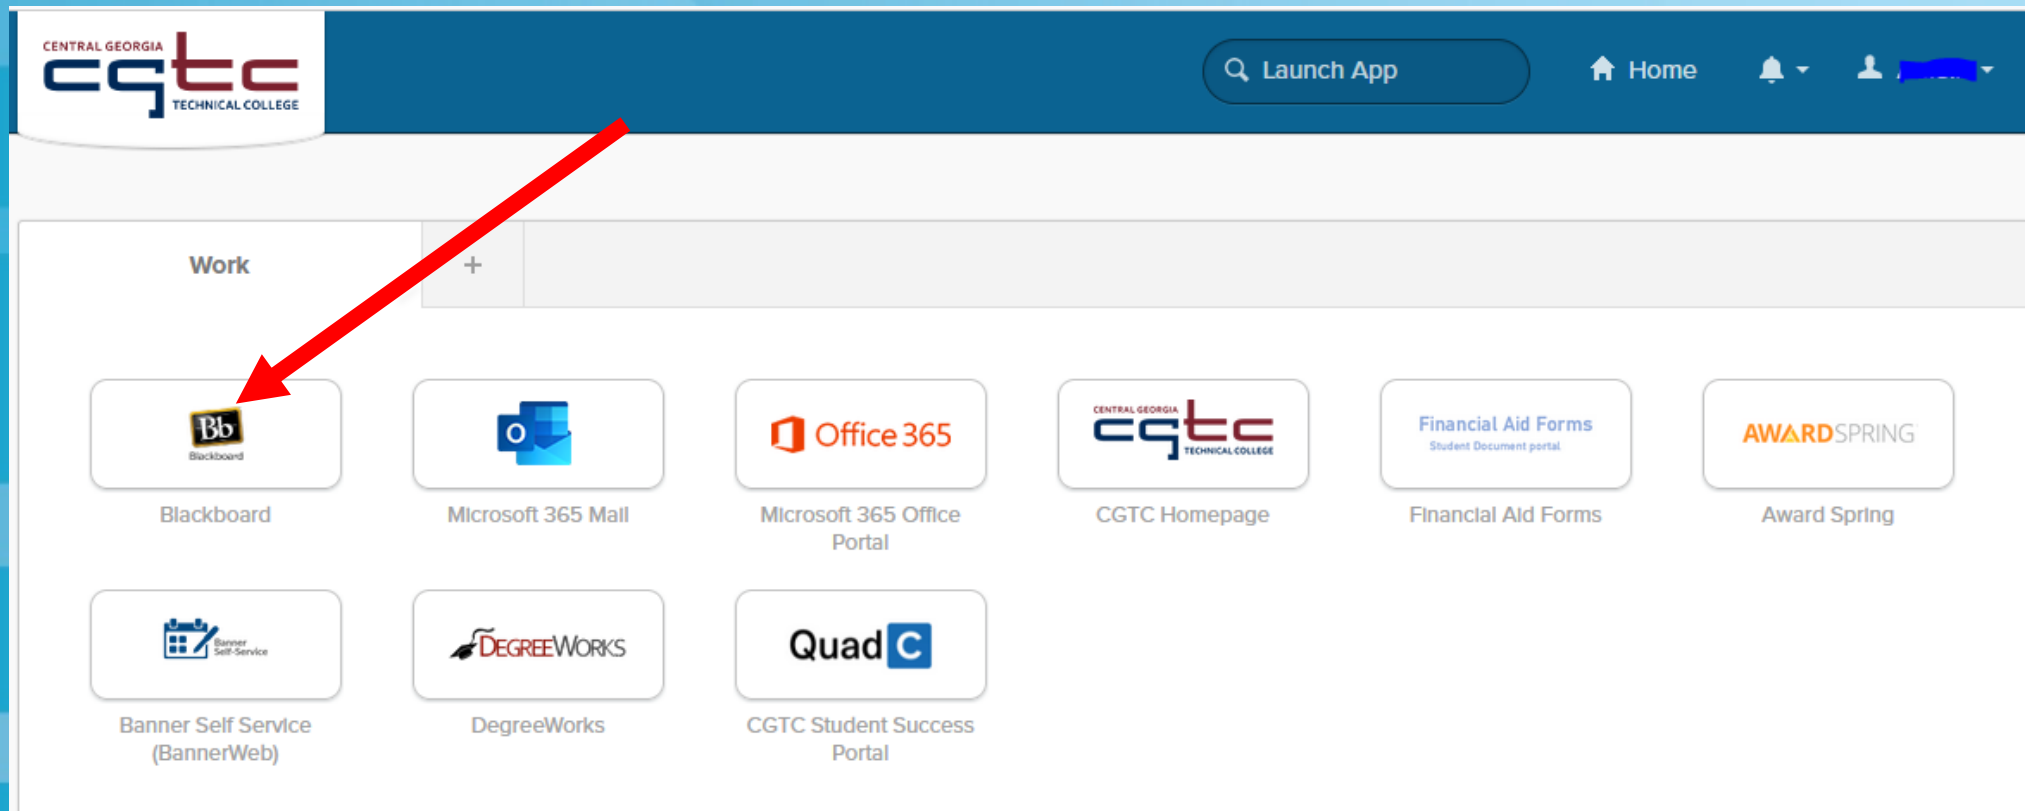 CENTRAL GEORGIA
cgtc
TECHNICAL COLLEGE
Launch App
Home
Work
+
Bb
Blackboard
O
Office 365
CENTRAL GEORGIA
cgtc
TECHNICAL COLLEGE
Financial Aid Forms
Student Document portal
AWARDSPRING
Blackboard
Microsoft 365 Mail
Microsoft 365 Office
Portal
CGTC Homepage
Financial Aid Forms
Award Spring
Banner
Self-Service
DEGREEWORKS
Quad C
Banner Self Service
(BannerWeb)
DegreeWorks
CGTC Student Success
Portal